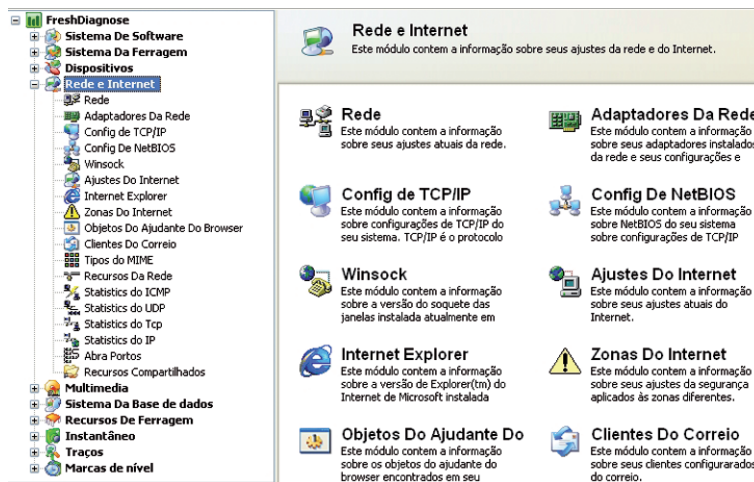 FreshDiagnose
Sistema De Software
Sistema Da Ferragem
Dispositivos
Rede e Internet
Rede
Adaptadores Da Rede
Config de TCP/IP
Config De NetBIOS
Winsock
Ajustes Do Internet
Internet Explorer
Zonas Do Internet
Objetos Do Ajudante Do Browser
Clientes Do Correio
Tipos do MIME
Recursos Da Rede
Statistics do ICMP
Statistics do UDP
Statistics do Tcp
Statistics do IP
Abra Portos
Recursos Compartilhados
Multimedia
Sistema Da Base de dados
Recursos De Ferragem
Instantâneo
Traços
Marcas de nível
Rede e Internet
Este módulo contem a informação sobre seus ajustes da rede e do Internet.
Rede
Este módulo contem a informação
sobre seus ajustes atuais da rede.
Adaptadores Da Rede
Este módulo contem a informação
sobre seus adaptadores instalados
da rede e seus configurações e
Config de TCP/IP
Este módulo contem a informação
sobre configurações de TCP/IP do
seu sistema. TCP/IP é o protocolo
Config De NetBIOS
Este módulo contem a informação
sobre NetBIOS do seu sistema
sobre configurações de TCP/IP
Winsock
Este módulo contem a informação
sobre a versão do soquete das
janelas instalada atualmente em
Ajustes Do Internet
Este módulo contem a informação
sobre seus ajustes atuais do
Internet.
Internet Explorer
Este módulo contem a informação
sobre a versão de Explorer(tm) do
Internet de Microsoft instalada
Zonas Do Internet
Este módulo contem a informação
sobre seus ajustes da segurança
aplicados às zonas diferentes.
Objetos Do Ajudante Do
Este módulo contem a informação
sobre os objetos do ajudante do
browser encontrados em seu
Clientes Do Correio
Este módulo contem a informação
sobre seus clientes configurarados
do correio.